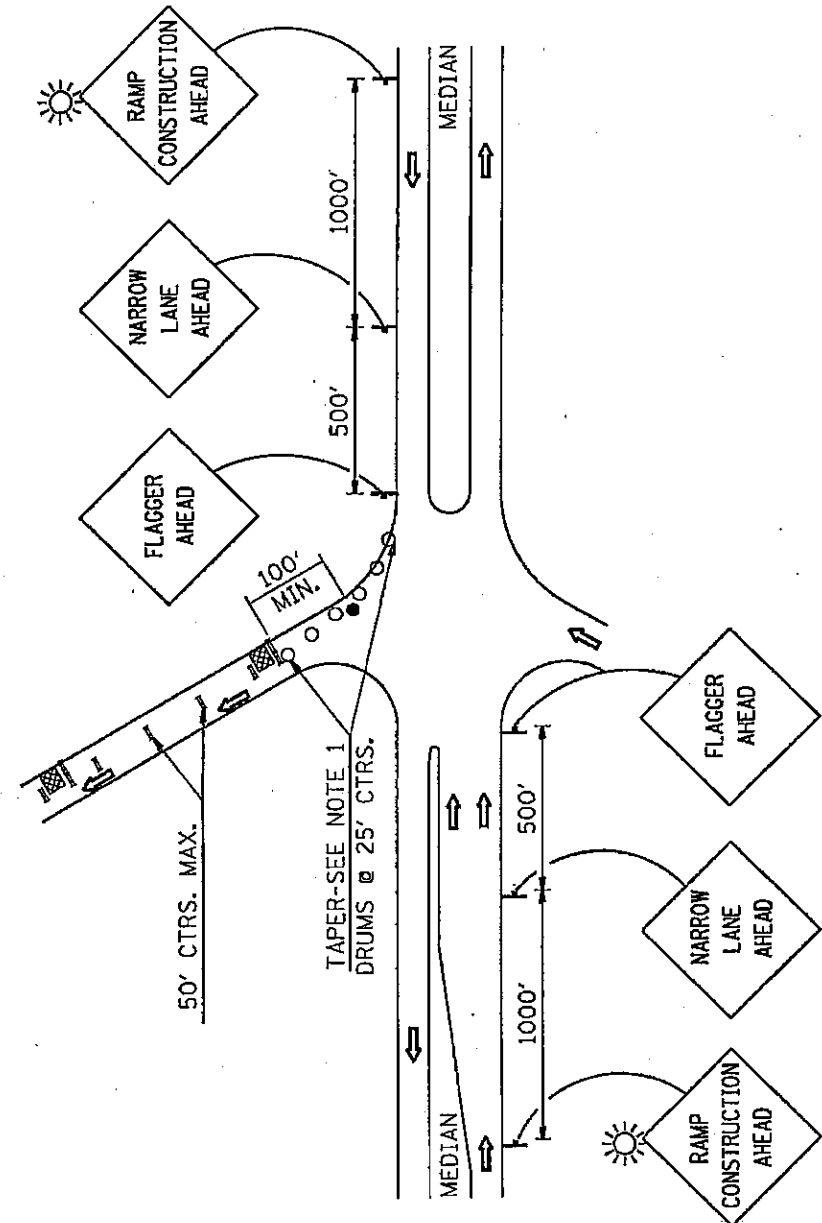 RAMP
CONSTRUCTION
AHEAD
NARROW
LANE
AHEAD
FLAGGER
AHEAD
1000'
500'
MEDIAN
100'
MIN.
50' CTRS. MAX.
TAPER-SEE NOTE 1
DRUMS @ 25' CTRS.
MEDIAN
500'
1000'
FLAGGER
AHEAD
NARROW
LANE
AHEAD
RAMP
CONSTRUCTION
AHEAD